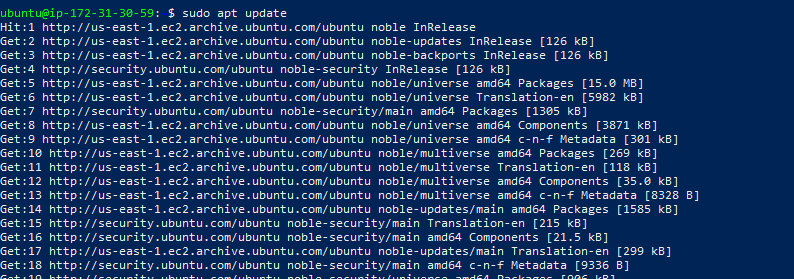 ubuntu@ip-172-31-30-59:~$ sudo apt update
Hit:1 http://us-east-1.ec2.archive.ubuntu.com/ubuntu noble InRelease
Get:2 http://us-east-1.ec2.archive.ubuntu.com/ubuntu noble-updates InRelease [126 kB]
Get:3 http://us-east-1.ec2.archive.ubuntu.com/ubuntu noble-backports InRelease [126 kB]
Get:4 http://security.ubuntu.com/ubuntu noble-security InRelease [126 kB]
Get:5 http://us-east-1.ec2.archive.ubuntu.com/ubuntu noble/universe amd64 Packages [15.0 MB]
Get:6 http://us-east-1.ec2.archive.ubuntu.com/ubuntu noble/universe Translation-en [5982 kB]
Get:7 http://security.ubuntu.com/ubuntu noble-security/main amd64 Packages [1305 kB]
Get:8 http://us-east-1.ec2.archive.ubuntu.com/ubuntu noble/universe amd64 Components [3871 kB]
Get:9 http://us-east-1.ec2.archive.ubuntu.com/ubuntu noble/universe amd64 c-n-f Metadata [301 kB]
Get:10 http://us-east-1.ec2.archive.ubuntu.com/ubuntu noble/multiverse amd64 Packages [269 kB]
Get:11 http://us-east-1.ec2.archive.ubuntu.com/ubuntu noble/multiverse Translation-en [118 kB]
Get:12 http://us-east-1.ec2.archive.ubuntu.com/ubuntu noble/multiverse amd64 Components [35.0 kB]
Get:13 http://us-east-1.ec2.archive.ubuntu.com/ubuntu noble/multiverse amd64 c-n-f Metadata [8328 B]
Get:14 http://us-east-1.ec2.archive.ubuntu.com/ubuntu noble-updates/main amd64 Packages [1585 kB]
Get:15 http://security.ubuntu.com/ubuntu noble-security/main Translation-en [215 kB]
Get:16 http://security.ubuntu.com/ubuntu noble-security/main amd64 Components [21.5 kB]
Get:17 http://us-east-1.ec2.archive.ubuntu.com/ubuntu noble-updates/main Translation-en [299 kB]
Get:18 http://security.ubuntu.com/ubuntu noble-security/main amd64 c-n-f Metadata [9336 B]
Get:19 http://security.ubuntu.com/ubuntu noble-security/universe amd64 Packages [906 kB]